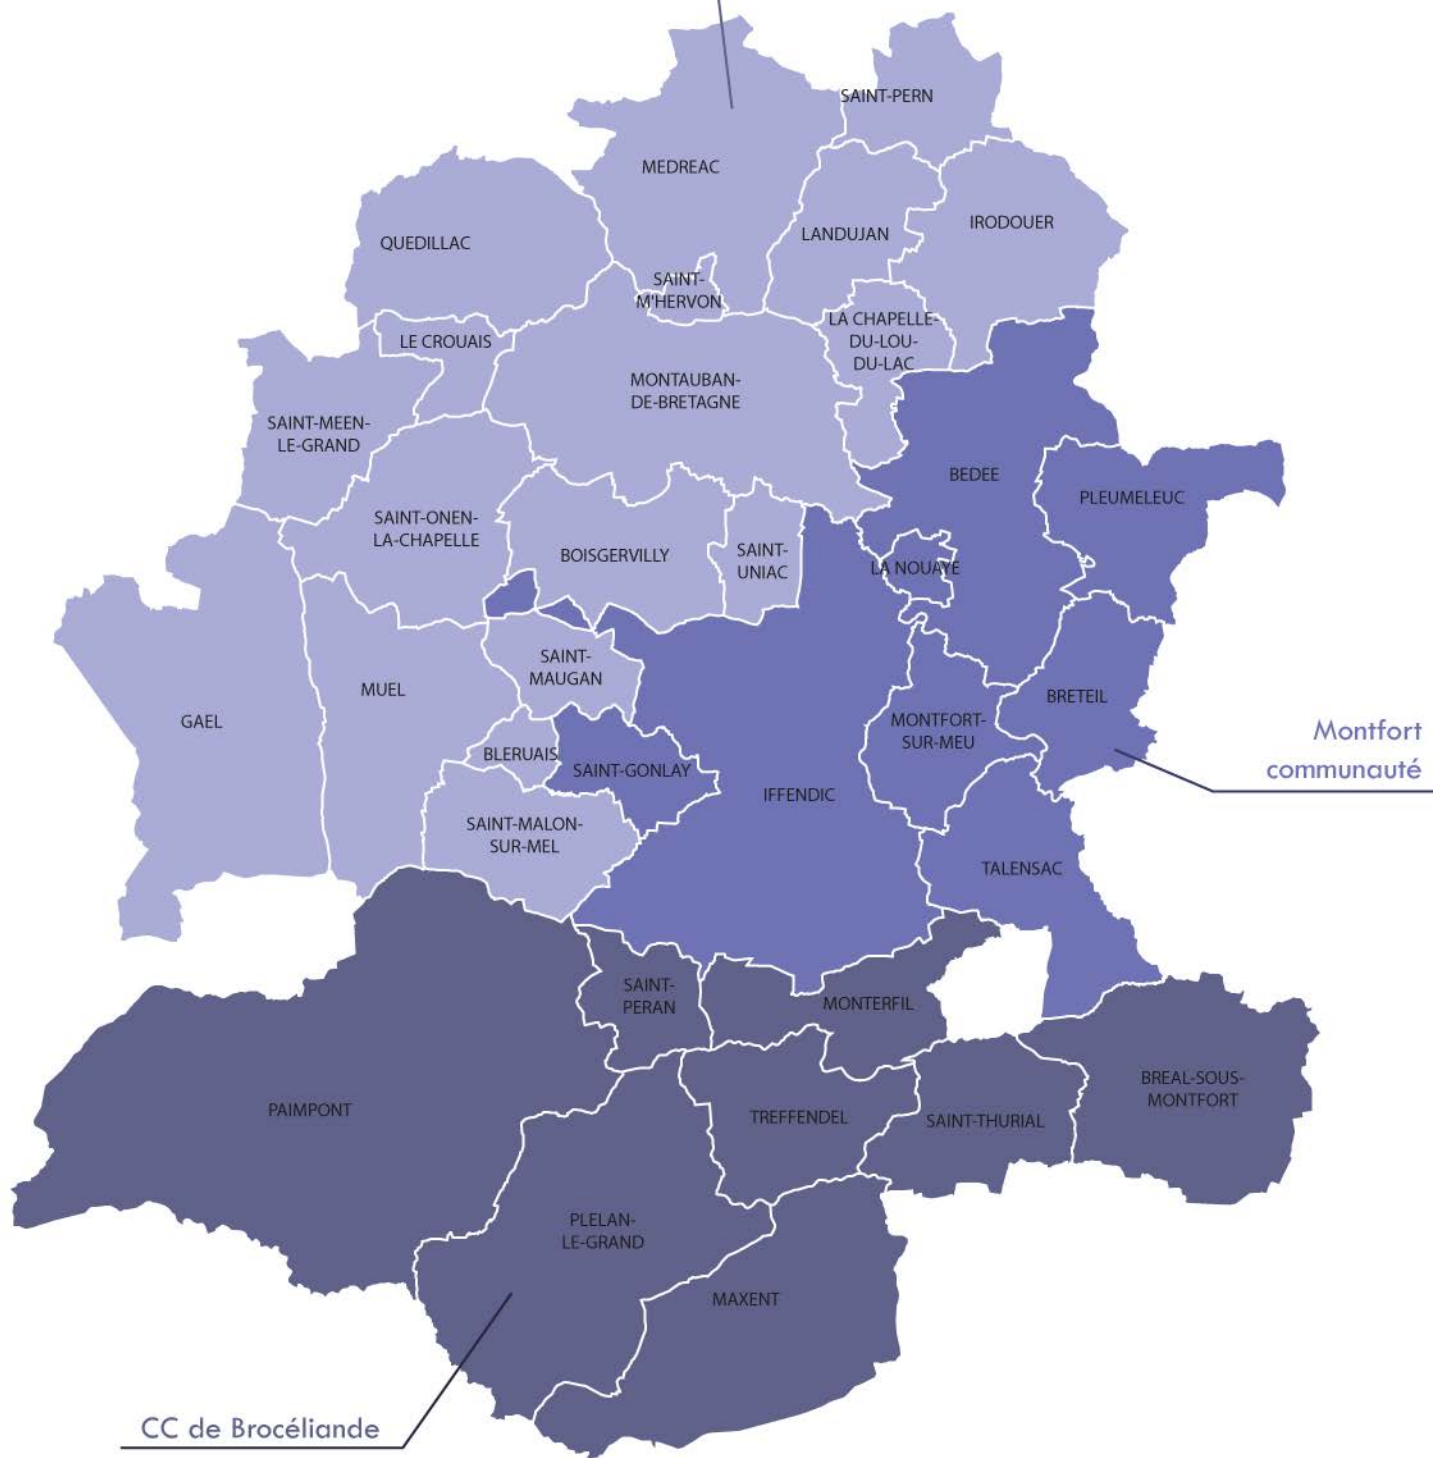 SAINT-PERN
MEDREAC
IRODOUER
LANDUJAN
QUEDILLAC
SAINT-
M'HERVON
LA CHAPELLE-
DU-LOU-
DU-LAC
LE CROUAIS
MONTAUBAN-
DE-BRETAGNE
SAINT-MEEN-
LE-GRAND
BEDEE
PLEUMELEUC
SAINT-ONEN-
LA-CHAPELLE
BOISGERVILLY
SAINT-
UNIAC
LA NOUAYE
SAINT-
MAUGAN
MUEL
BRETEIL
GAEL
MONTFORT-
SUR-MEU
Montfort
communauté
BLERUAIS
SAINT-GONLAY
IFFENDIC
SAINT-MALON-
SUR-MEL
TALENSAC
SAINT-
PERAN
MONTERFIL
BREAL-SOUS-
MONTFORT
PAIMPONT
TREFFENDEL
SAINT-THURIAL
PLELAN-
LE-GRAND
MAXENT
CC de Brocéliande